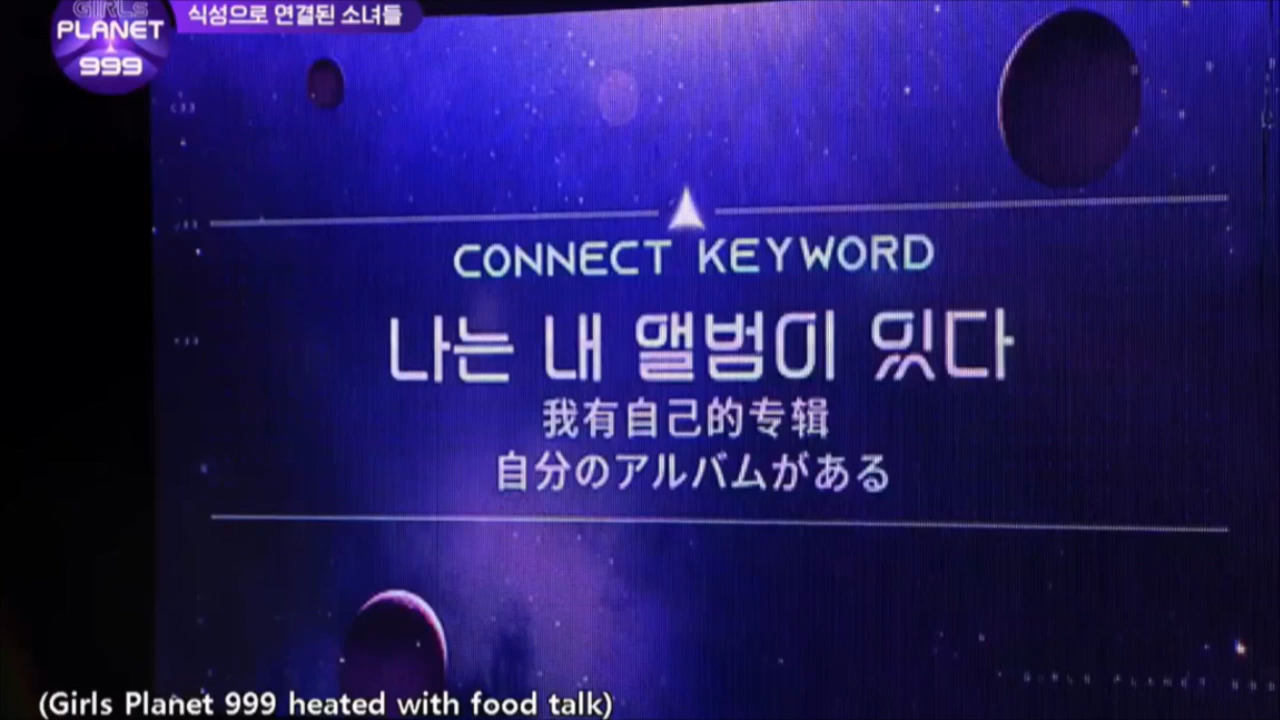 GIRLS
PLANET
999
식성으로 연결된 소녀들
CONNECT KEYWORD
나는 내 앨범이 있다
我有自己的专辑
自分のアルバムがある
(Girls Planet 999 heated with food talk)